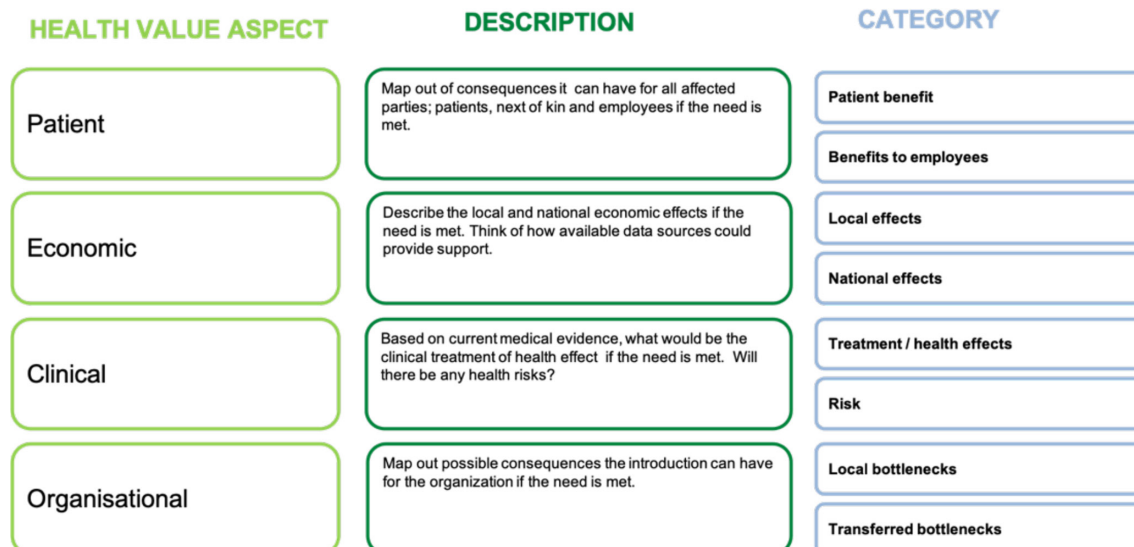 HEALTH VALUE ASPECT
DESCRIPTION
CATEGORY
Patient
Map out of consequences it can have for all affected
parties; patients, next of kin and employees if the need is
met.
Patient benefit
Benefits to employees
Economic
Describe the local and national economic effects if the
need is met. Think of how available data sources could
provide support.
Local effects
National effects
Clinical
Based on current medical evidence, what would be the
clinical treatment of health effect if the need is met. Will
there be any health risks?
Treatment / health effects
Risk
Organisational
Map out possible consequences the introduction can have
for the organization if the need is met.
Local bottlenecks
Transferred bottlenecks